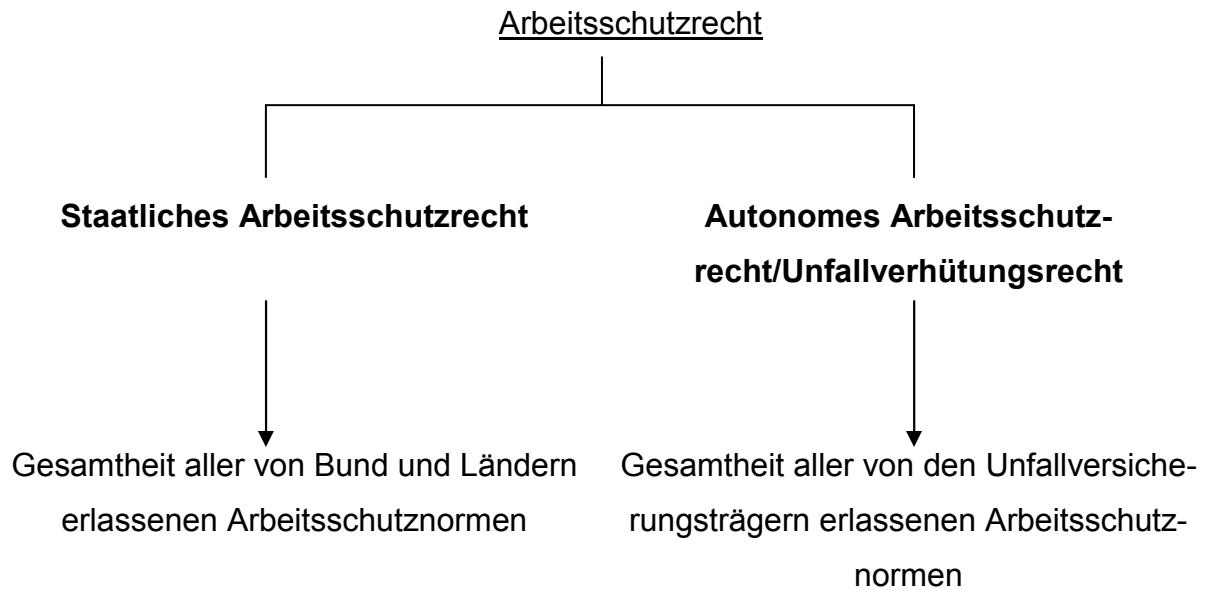 Arbeitsschutzrecht
Staatliches Arbeitsschutzrecht
Autonomes Arbeitsschutz-
recht/Unfallverhütungsrecht
Gesamtheit aller von Bund und Ländern
erlassenen Arbeitsschutznormen
Gesamtheit aller von den Unfallversiche-
rungsträgern erlassenen Arbeitsschutz-
normen